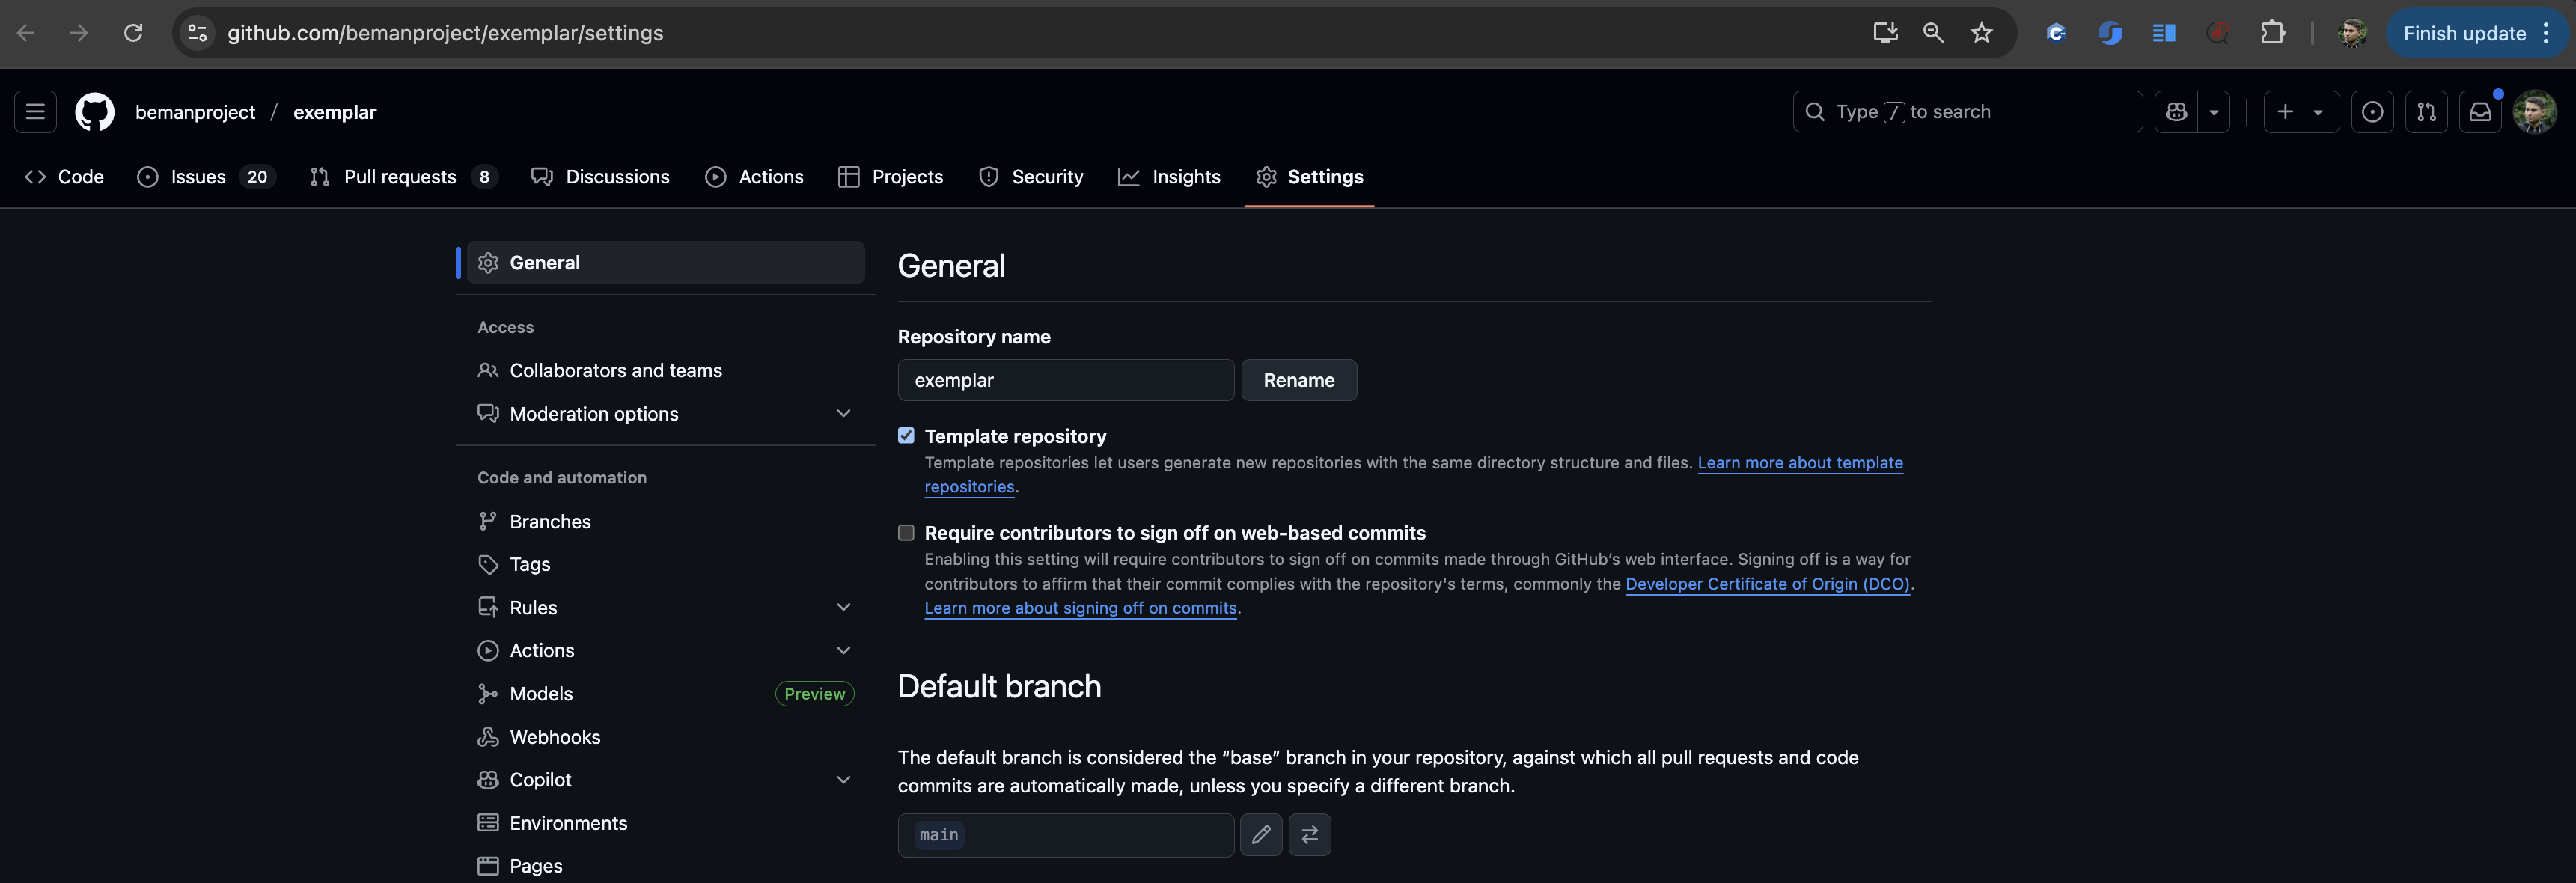 github.com/bemanproject/exemplar/settings
Finish update
bemanproject / exemplar
Type / to search
Code
Issues 20
Pull requests 8
Discussions
Actions
Projects
Security
Insights
Settings
General
Access
Collaborators and teams
Moderation options
Code and automation
Branches
Tags
Rules
Actions
Models Preview
Webhooks
Copilot
Environments
Pages
General
Repository name
exemplar
Rename
Template repository
Template repositories let users generate new repositories with the same directory structure and files. Learn more about template
repositories.
Require contributors to sign off on web-based commits
Enabling this setting will require contributors to sign off on commits made through GitHub’s web interface. Signing off is a way for
contributors to affirm that their commit complies with the repository's terms, commonly the Developer Certificate of Origin (DCO).
Learn more about signing off on commits.
Default branch
The default branch is considered the “base” branch in your repository, against which all pull requests and code
commits are automatically made, unless you specify a different branch.
main